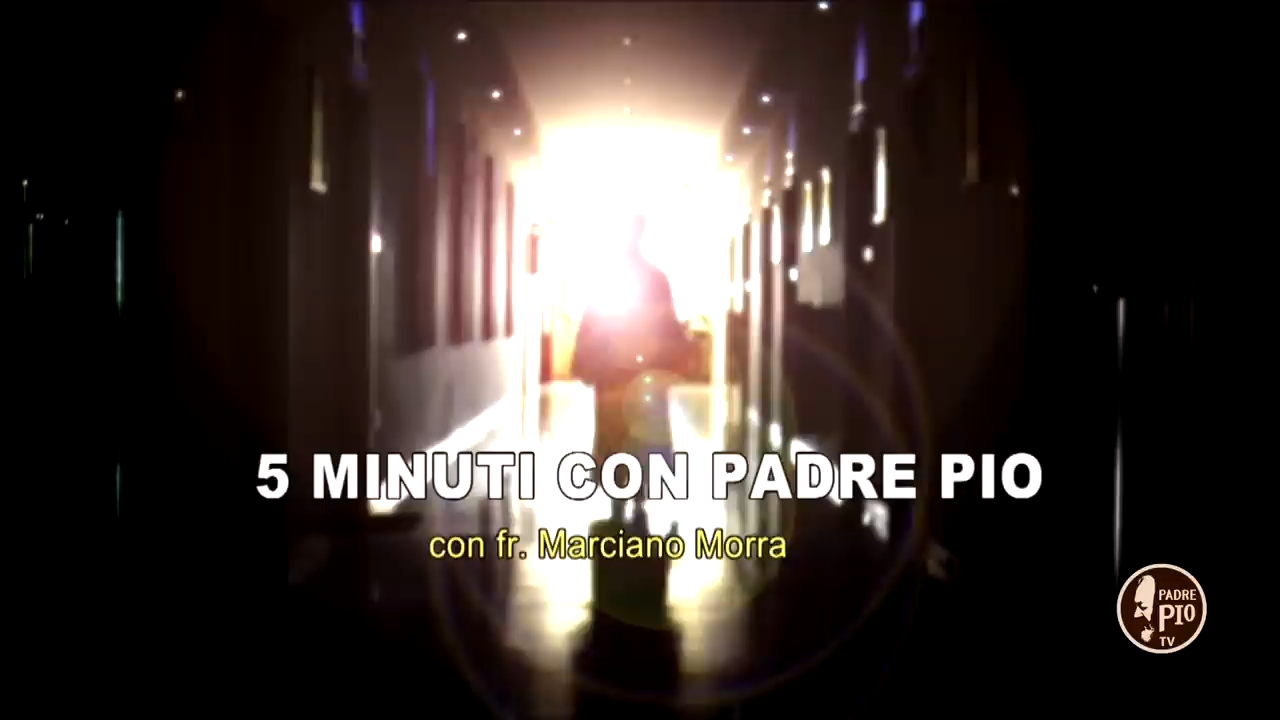 5 MINUTI CON PADRE PIO
con fr. Marciano Morra
PADRE
PIO
TV